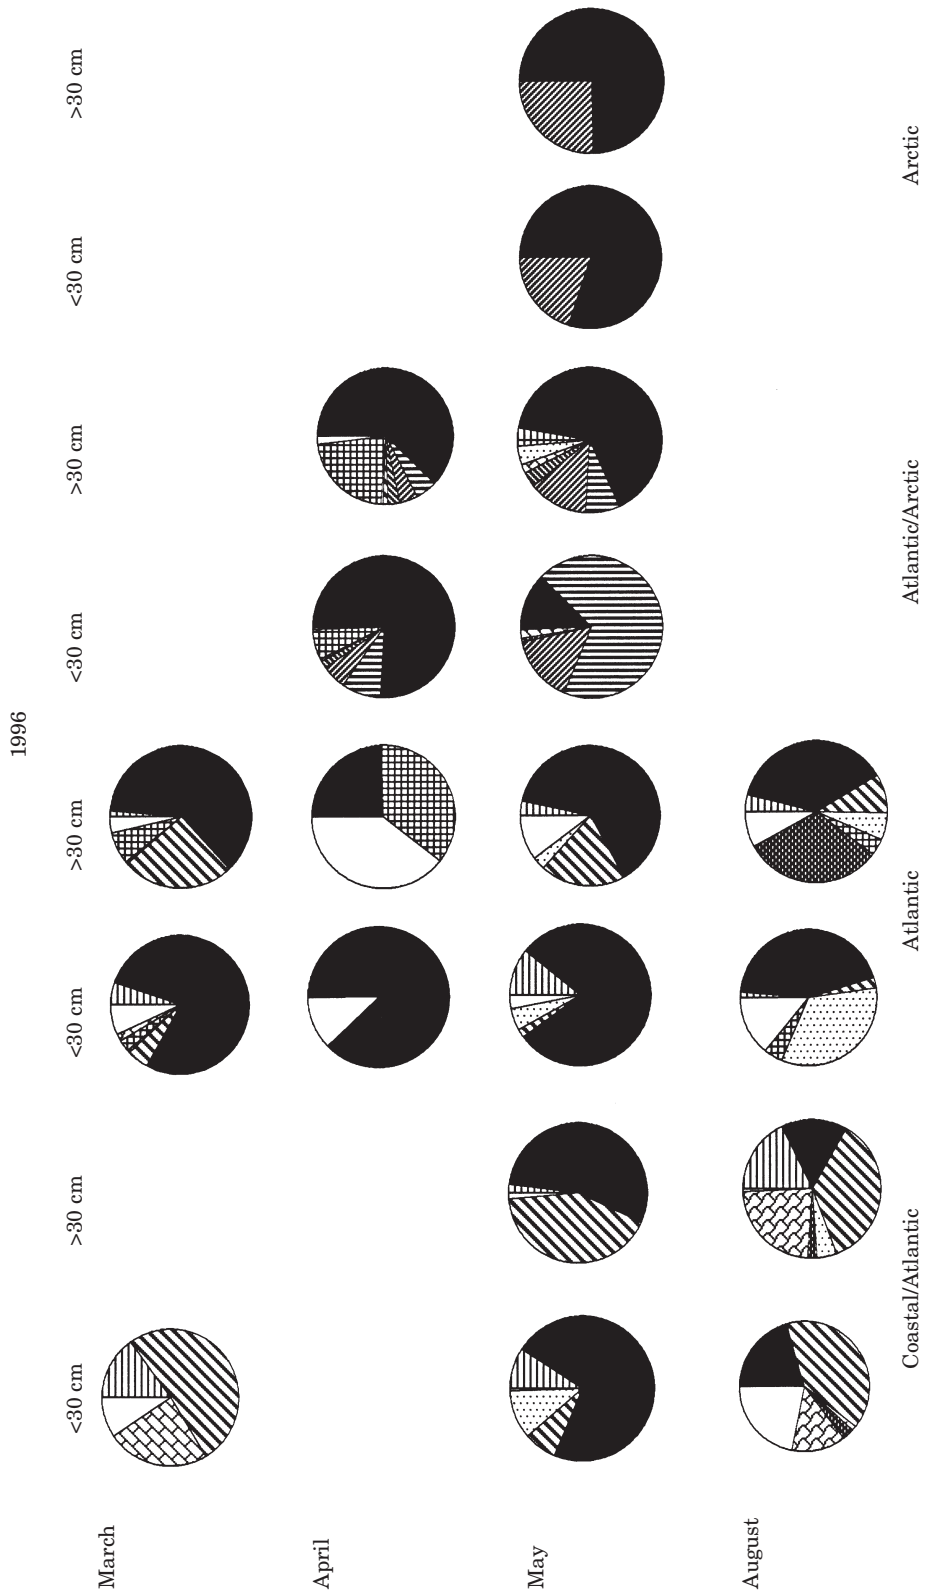 1996
<30 cm >30 cm <30 cm >30 cm <30 cm >30 cm <30 cm >30 cm
March
April
May
August
Coastal/Atlantic Atlantic Atlantic/Arctic Arctic